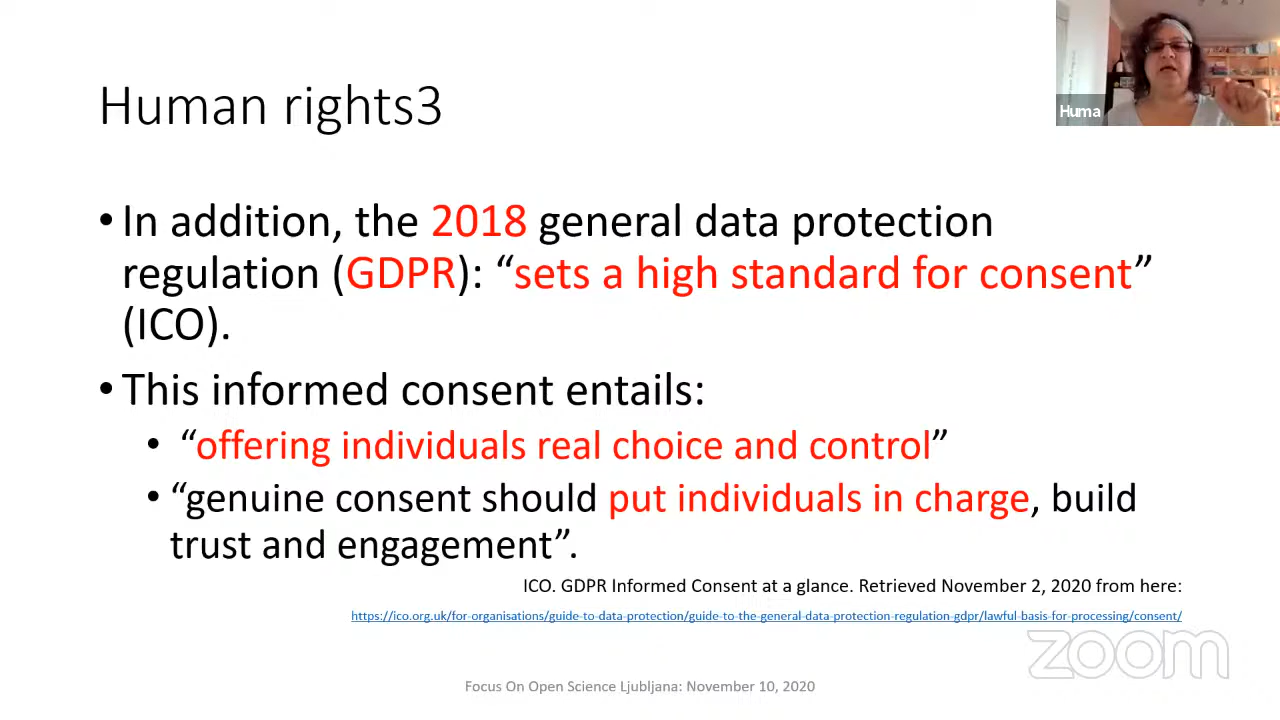 Human rights3
Huma
• In addition, the 2018 general data protection
regulation (GDPR): “sets a high standard for consent”
(ICO).
• This informed consent entails:
• “offering individuals real choice and control”
• “genuine consent should put individuals in charge, build
trust and engagement”.
ICO. GDPR Informed Consent at a glance. Retrieved November 2, 2020 from here:
https://ico.org.uk/for-organisations/guide-to-data-protection/guide-to-the-general-data-protection-regulation-gdpr/lawful-basis-for-processing/consent/
zoom
Focus On Open Science Ljubljana: November 10, 2020